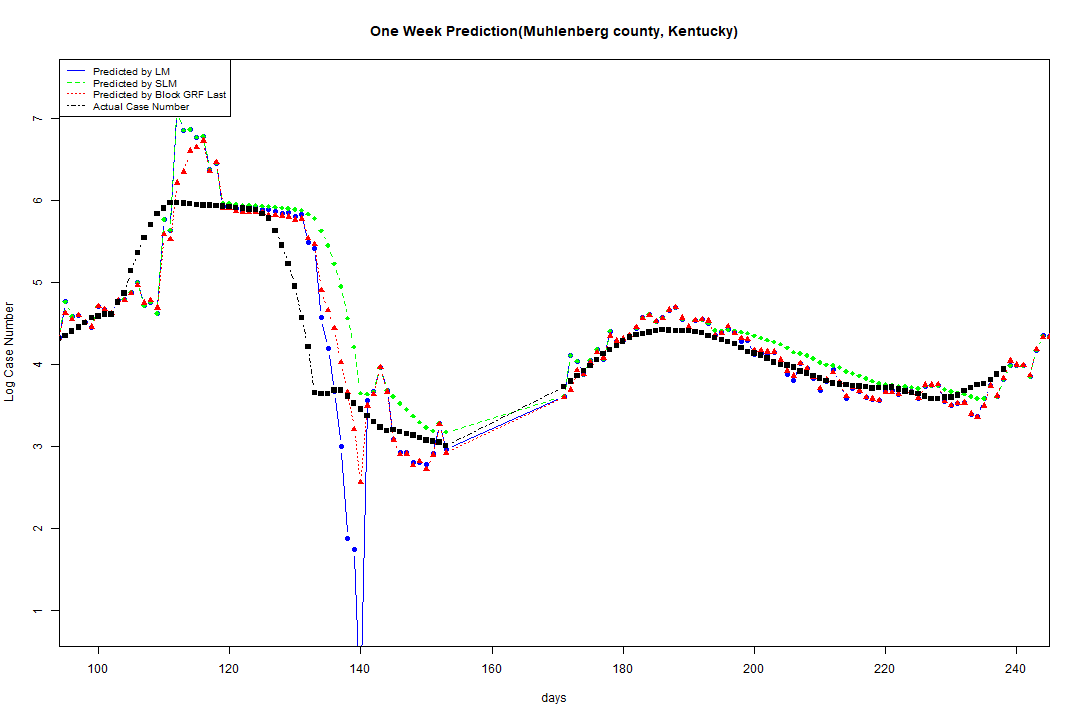 One Week Prediction(Muhlenberg county, Kentucky)
Predicted by LM
Predicted by SLM
Predicted by Block GRF Last
Actual Case Number
Log Case Number
7
6
5
4
3
2
1
100 120 140 160 180 200 220 240
days